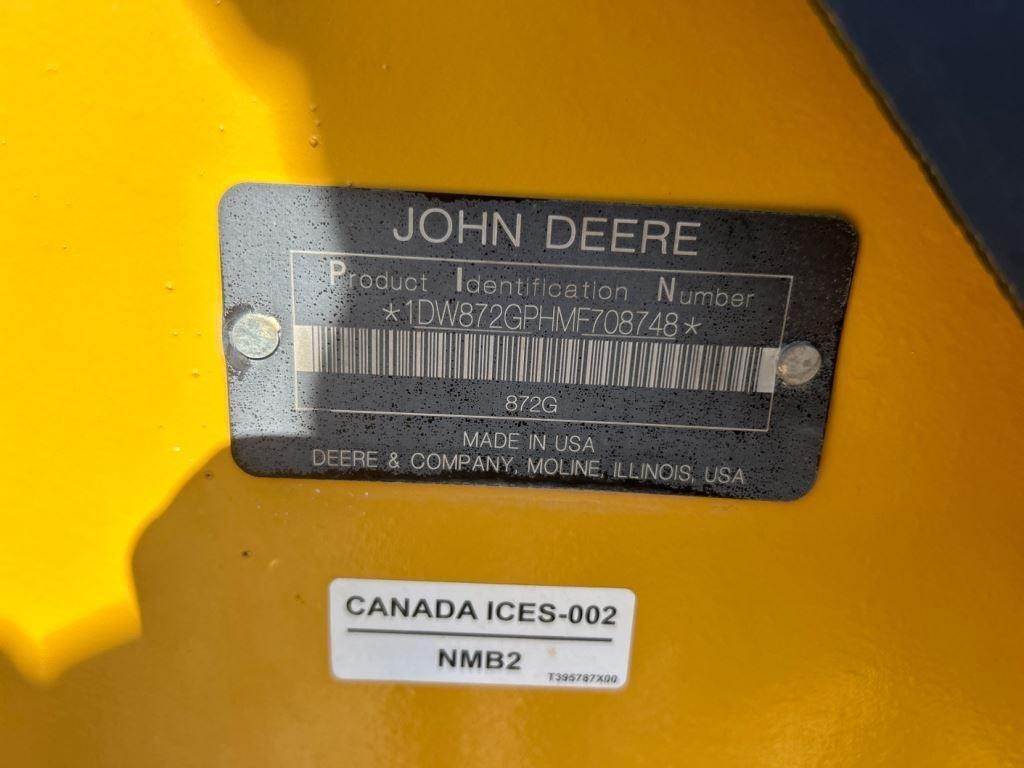 JOHN DEERE
Product Identification Number
*1DW872GPHMF708748*
872G
MADE IN USA
DEERE & COMPANY, MOLINE, ILLINOIS, USA
CANADA ICES-002
NMB2
T395787X00